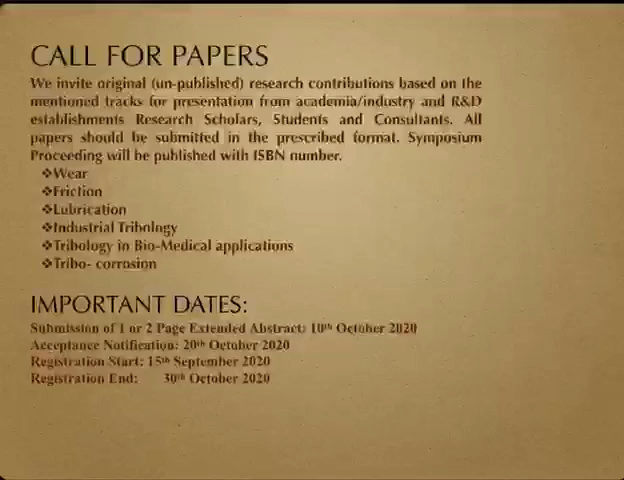 CALL FOR PAPERS
We invite original (un-published) research contributions based on the
mentioned tracks for presentation from academia/industry and R&D
establishments Research Scholars, Students and Consultants. All
papers should be submitted in the prescribed format. Symposium
Proceeding will be published with ISBN number.
❖Wear
❖Friction
❖Lubrication
❖Industrial Tribology
❖Tribology in Bio-Medical applications
❖Tribo- corrosion
IMPORTANT DATES:
Submission of 1 or 2 Page Extended Abstract: 10th October 2020
Acceptance Notification: 20th October 2020
Registration Start: 15th September 2020
Registration End: 30th October 2020